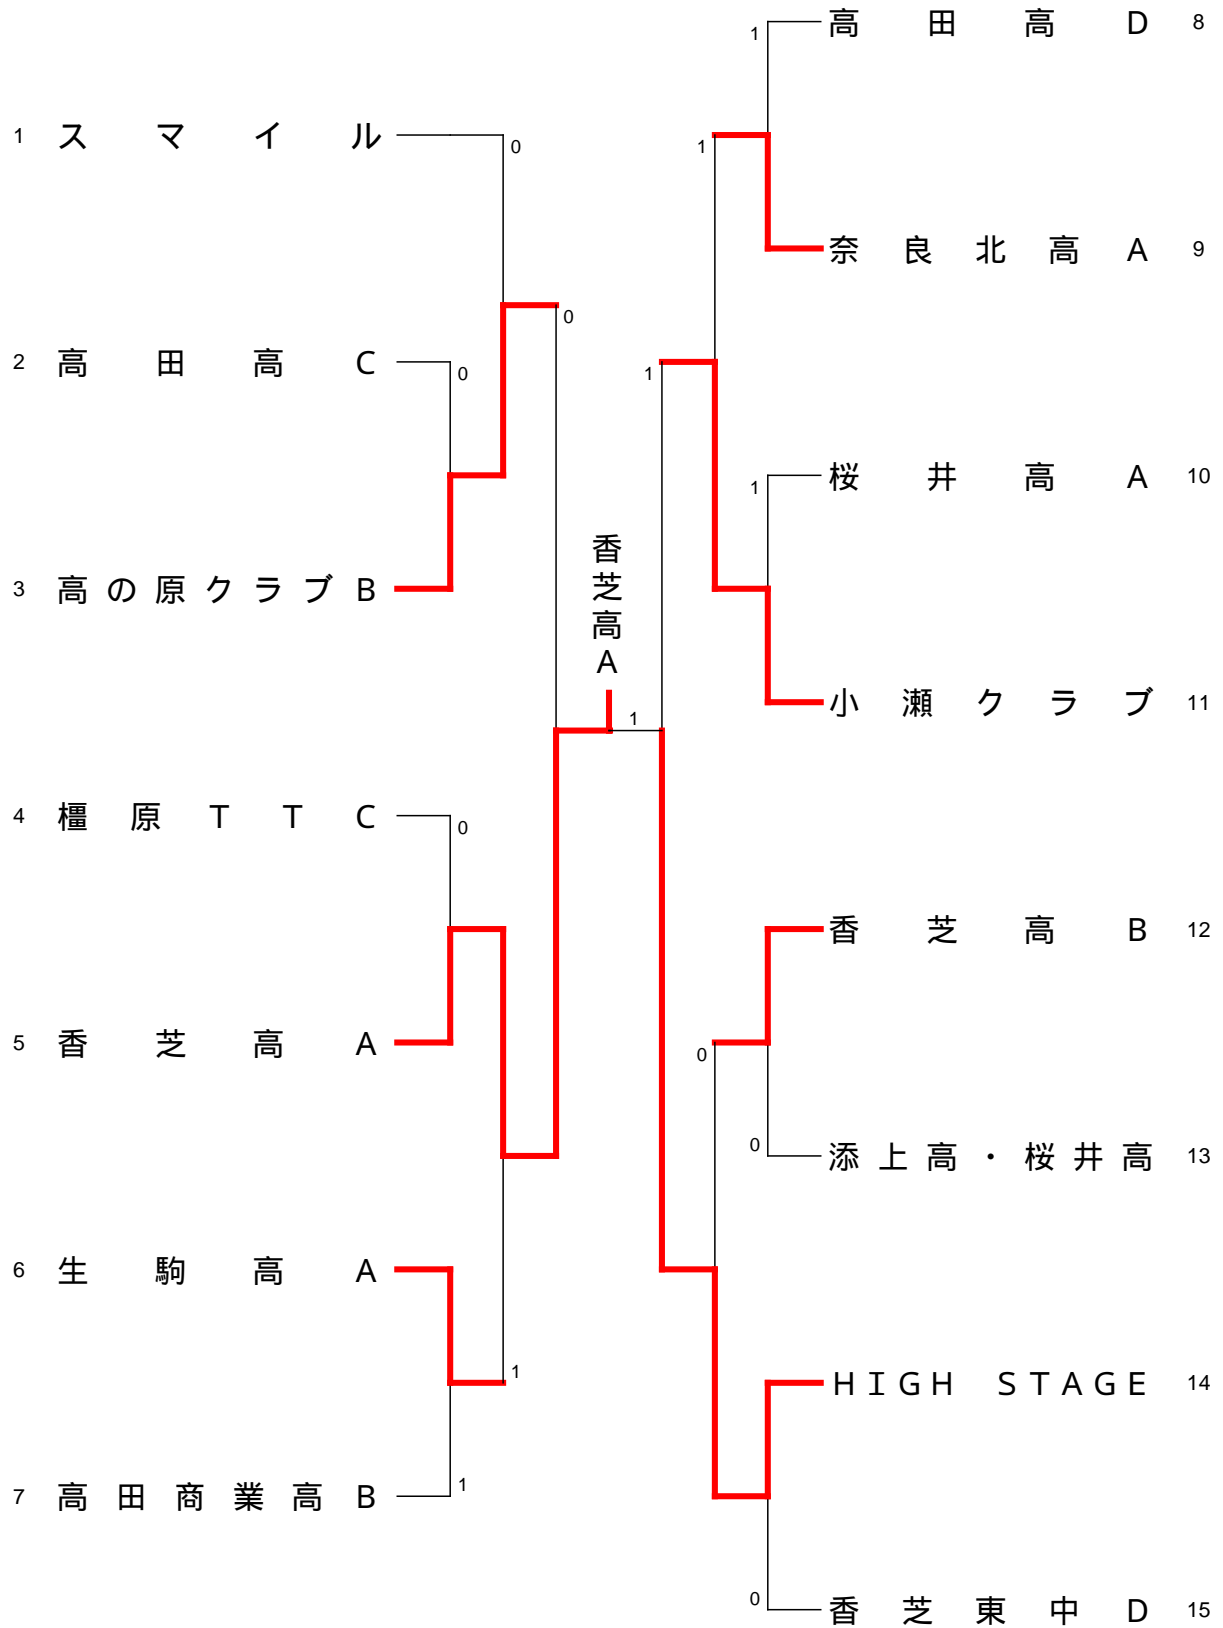 1 スマイル
0
2 高田高C
0
0
3 高の原クラブB
4 橿原TTC
0
5 香芝高A
6 生駒高A
1
7 高田商業高B
1
香芝高A
1
高田高D 8
1
1
奈良北高A 9
1
桜井高A 10
1
小瀬クラブ 11
香芝高B 12
0
添上高・桜井高 13
0
HIGH STAGE 14
香芝東中D 15
0